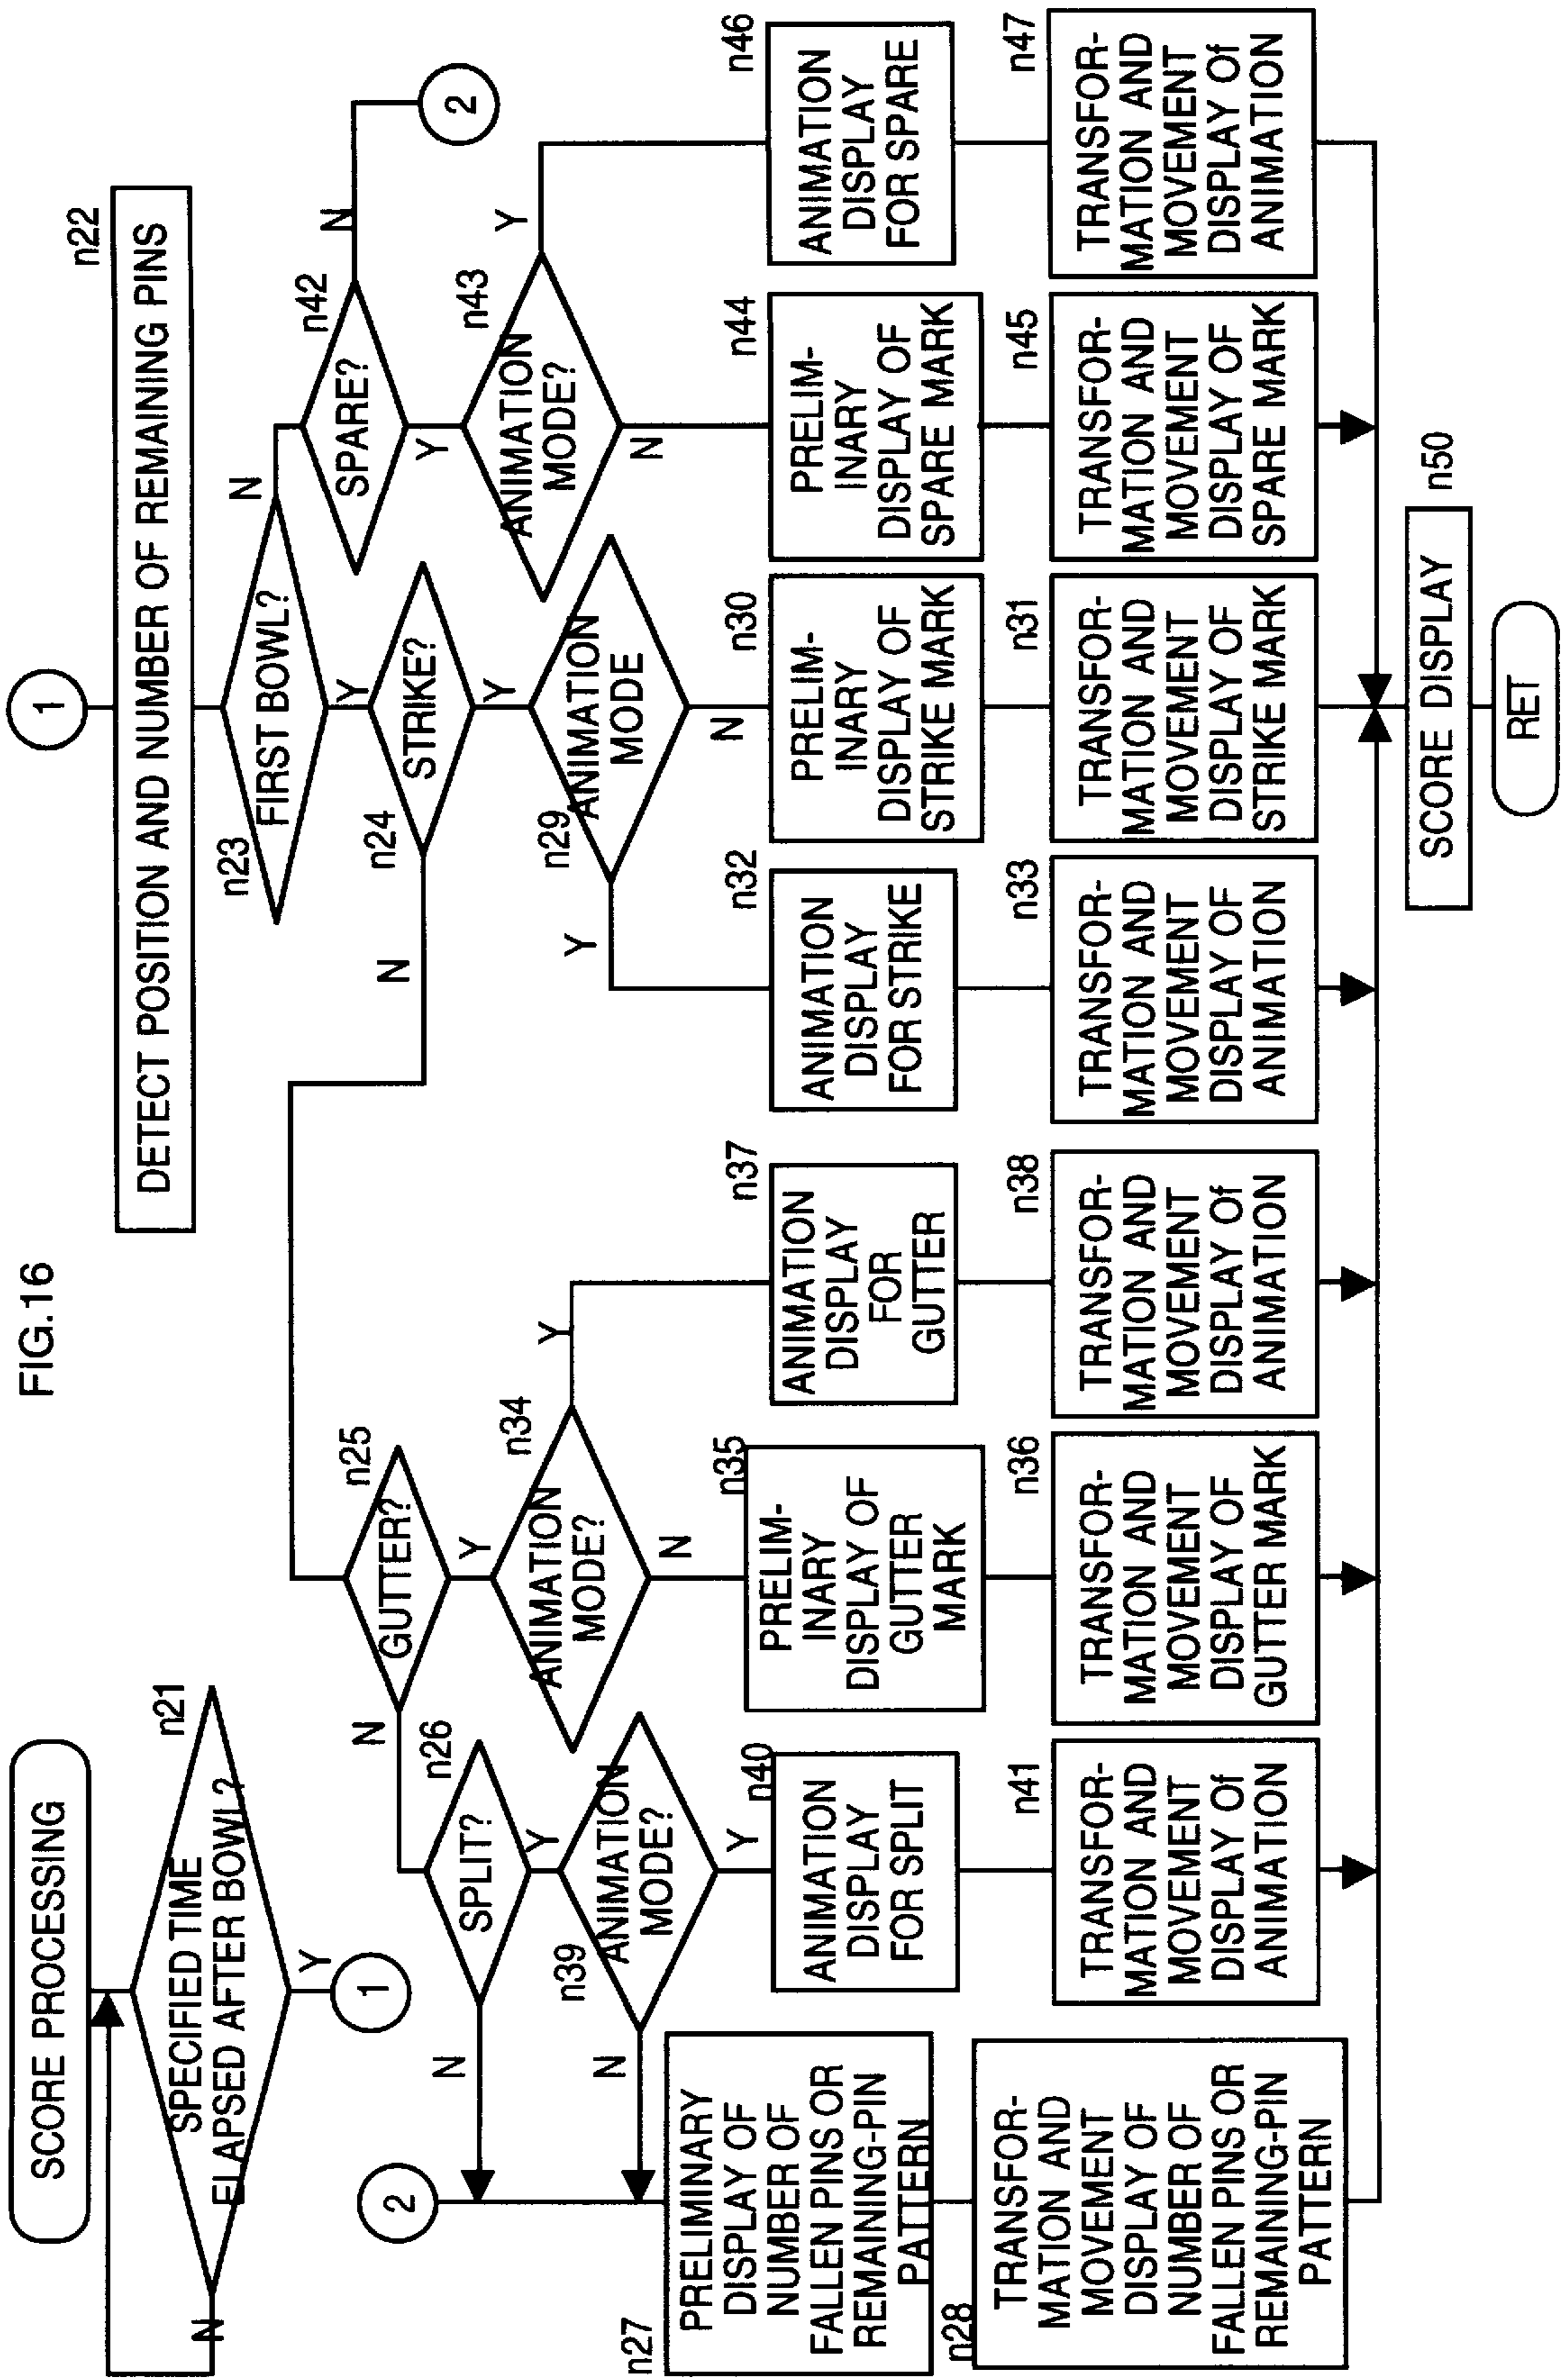 FIG.16
SCORE PROCESSING
n21
SPECIFIED TIME
ELAPSED AFTER BOWL?
N
Y
1
1
n22
DETECT POSITION AND NUMBER OF REMAINING PINS
n23
FIRST BOWL?
N
Y
n24
STRIKE?
N
Y
n42
SPARE?
N
2
Y
n25
GUTTER?
N
Y
n26
SPLIT?
N
Y
n39
ANIMATION
MODE?
N
Y
n34
ANIMATION
MODE?
Y
N
n29
ANIMATION
MODE
Y
N
n43
ANIMATION
MODE?
Y
N
2
n27
PRELIMINARY
DISPLAY OF
NUMBER OF
FALLEN PINS OR
REMAINING-PIN
PATTERN
n40
ANIMATION
DISPLAY
FOR SPLIT
n35
PRELIM-
INARY
DISPLAY OF
GUTTER
MARK
n37
ANIMATION
DISPLAY
FOR
GUTTER
n32
ANIMATION
DISPLAY
FOR STRIKE
n30
PRELIM-
INARY
DISPLAY OF
STRIKE MARK
n44
PRELIM-
INARY
DISPLAY OF
SPARE MARK
n46
ANIMATION
DISPLAY
FOR SPARE
n28
TRANSFOR-
MATION AND
MOVEMENT
DISPLAY OF
NUMBER OF
FALLEN PINS OR
REMAINING-PIN
PATTERN
n41
TRANSFOR-
MATION AND
MOVEMENT
DISPLAY Of
ANIMATION
n36
TRANSFOR-
MATION AND
MOVEMENT
DISPLAY OF
GUTTER MARK
n38
TRANSFOR-
MATION AND
MOVEMENT
DISPLAY Of
ANIMATION
n33
TRANSFOR-
MATION AND
MOVEMENT
DISPLAY OF
ANIMATION
n31
TRANSFOR-
MATION AND
MOVEMENT
DISPLAY OF
STRIKE MARK
n45
TRANSFOR-
MATION AND
MOVEMENT
DISPLAY OF
SPARE MARK
n47
TRANSFOR-
MATION AND
MOVEMENT
DISPLAY Of
ANIMATION
SCORE DISPLAY
n50
RET